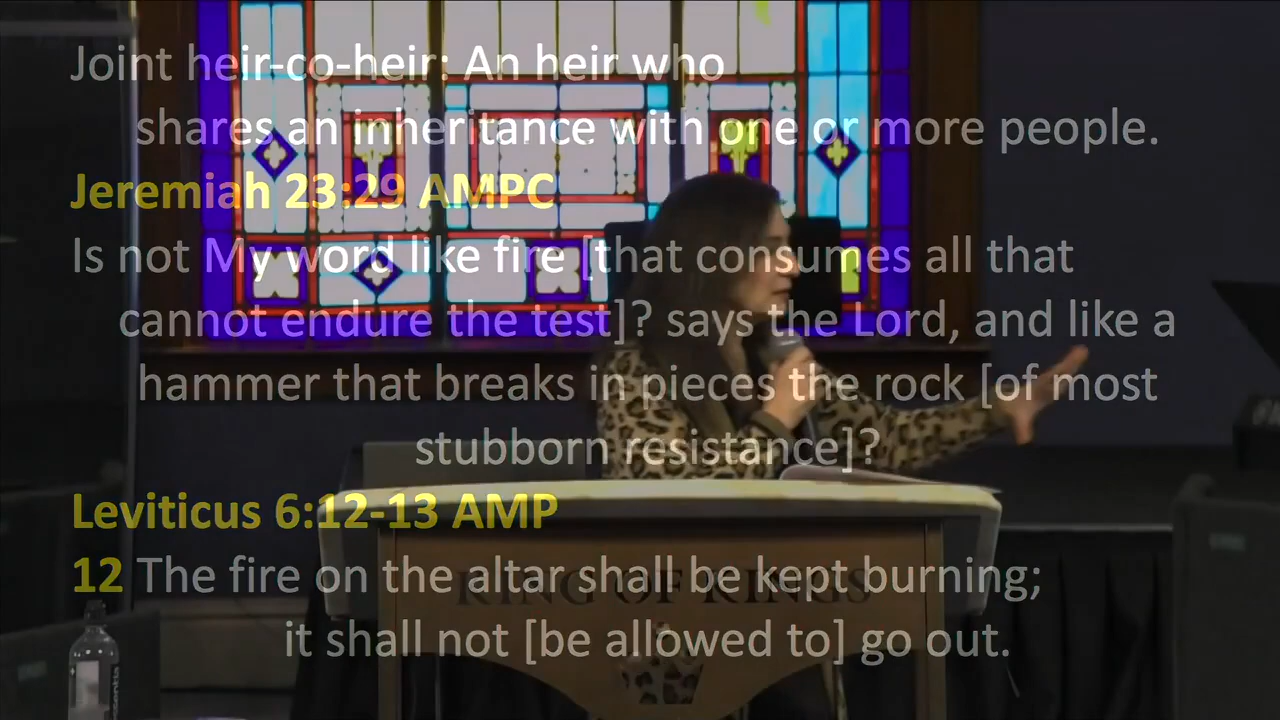 Joint heir-co-heir: An heir who
shares an inheritance with one or more people.
Jeremiah 23:29 AMPC
Is not My word like fire [that consumes all that
cannot endure the test]? says the Lord, and like a
hammer that breaks in pieces the rock [of most
stubborn resistance]?
Leviticus 6:12-13 AMP
12 The fire on the altar shall be kept burning;
KING OF KINGS
it shall not [be allowed to] go out.